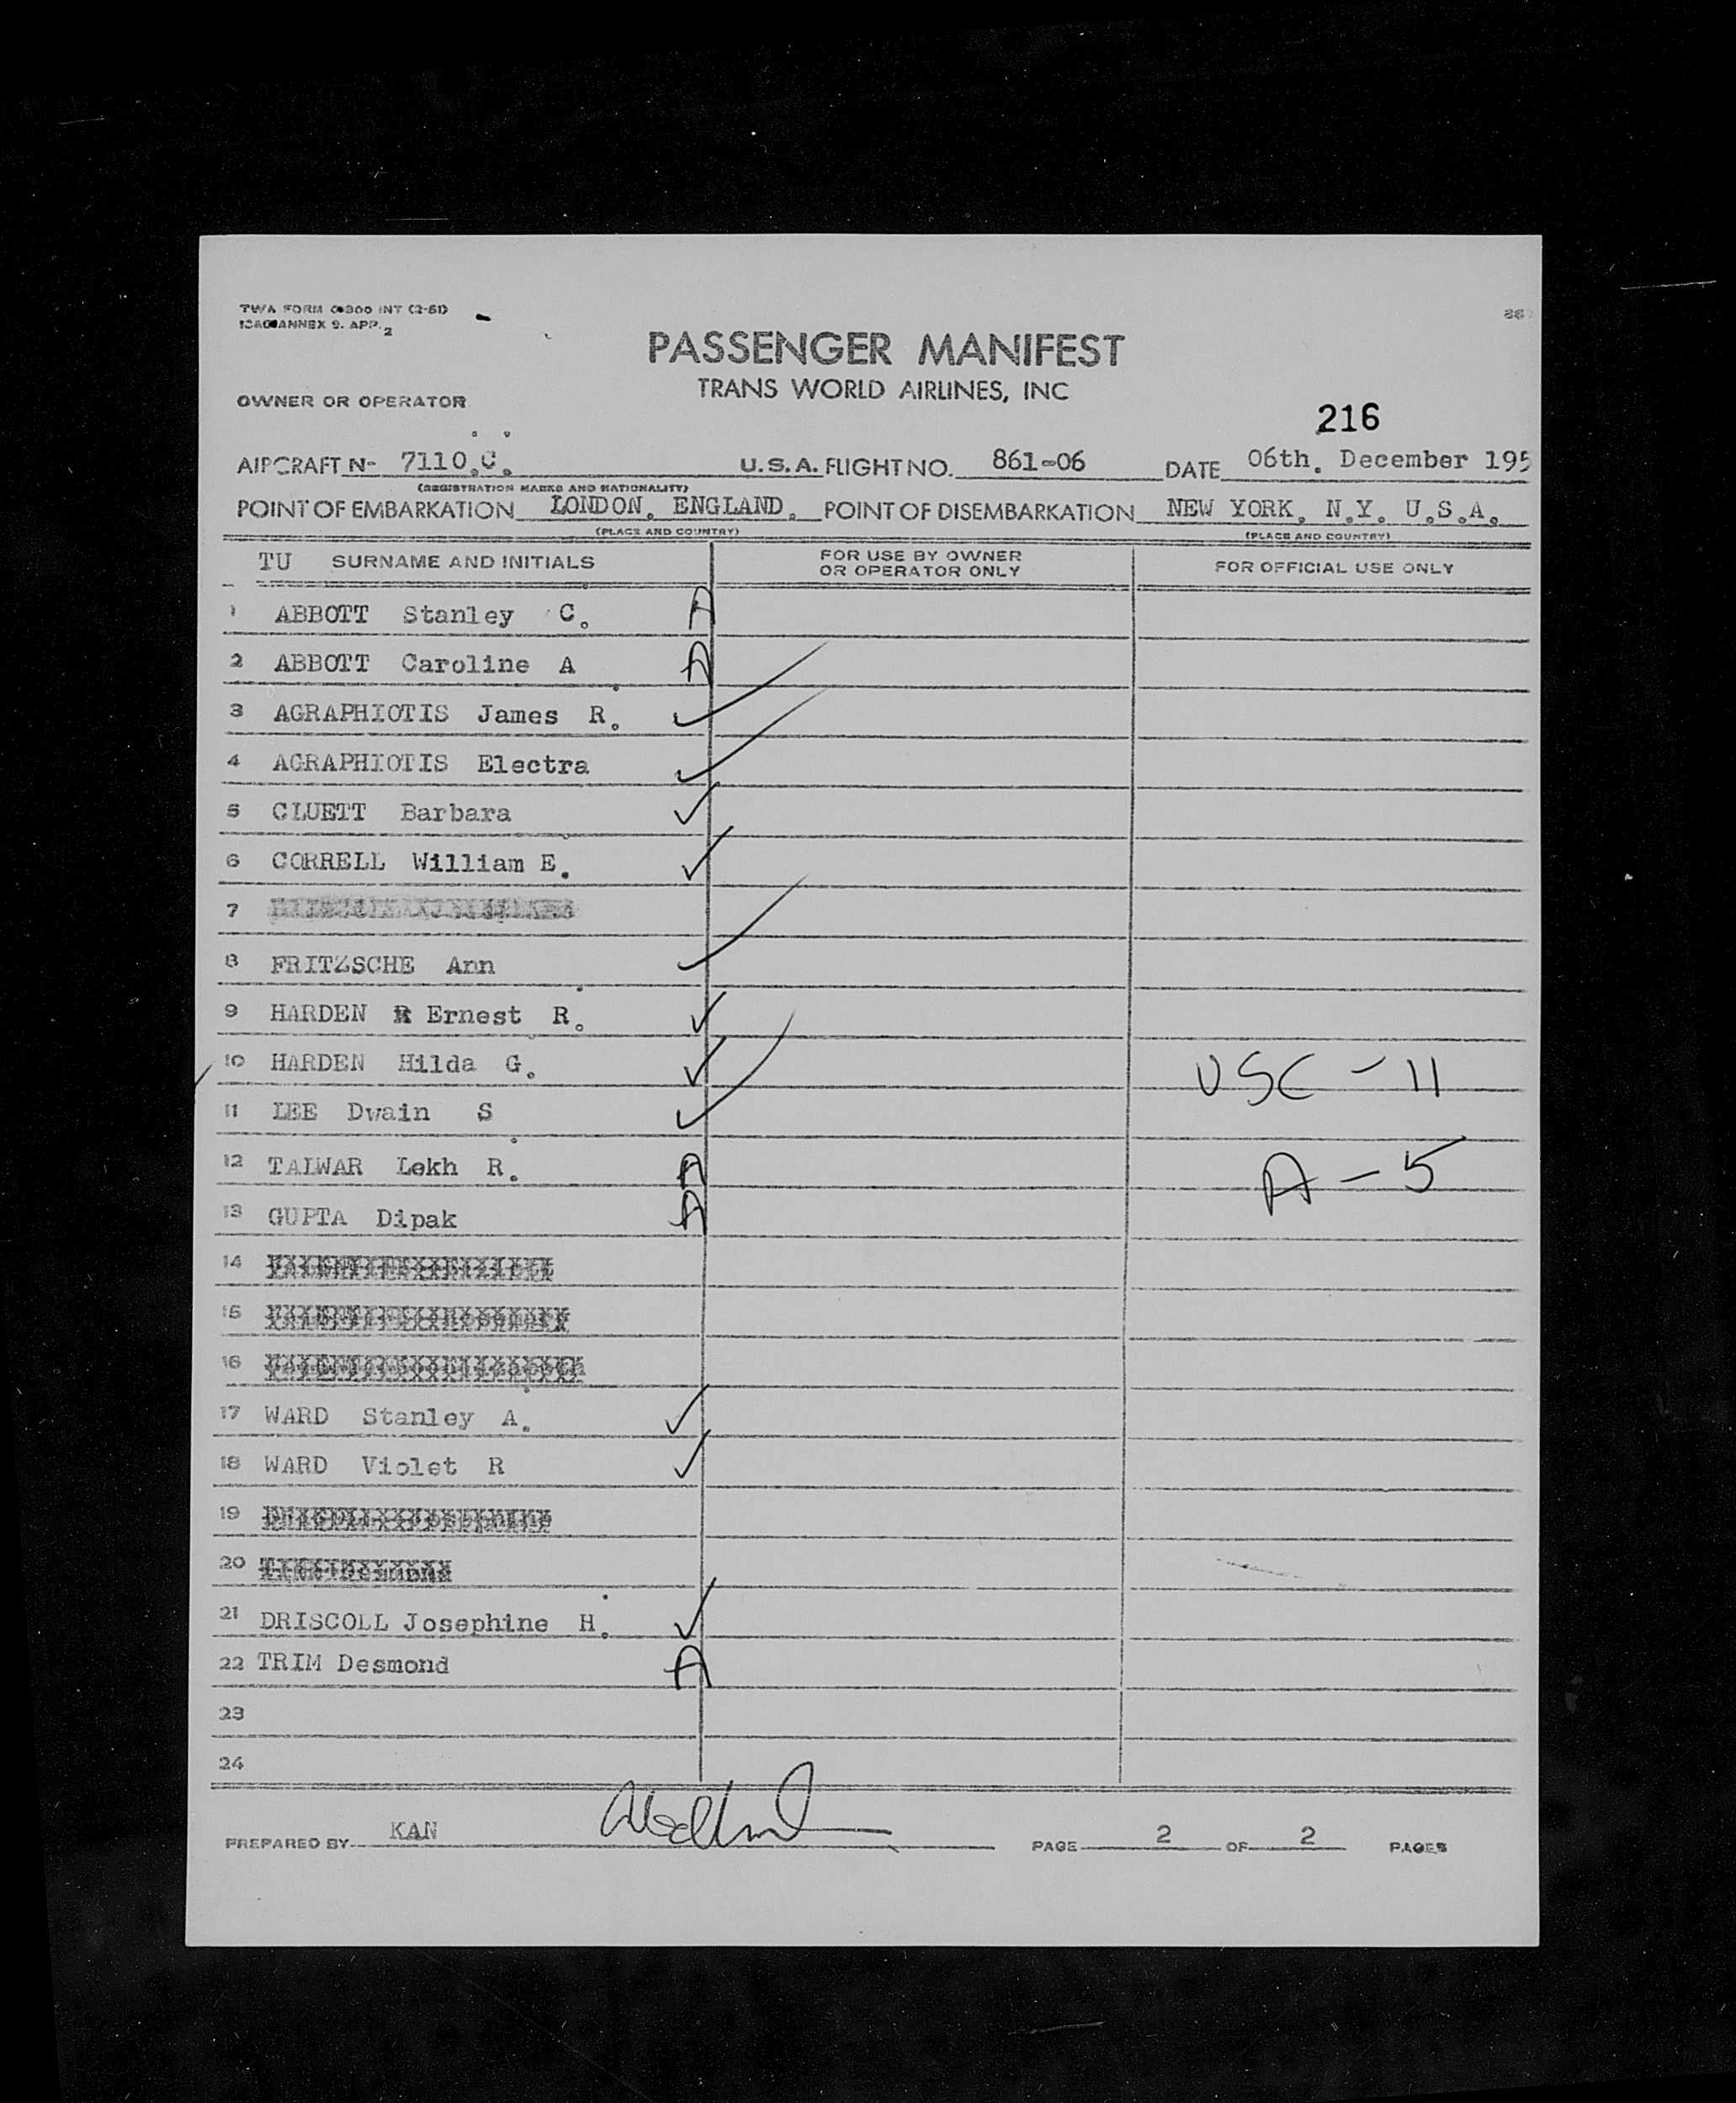 TWA FORM INT (2-51)
ICAO ANNEX 9. APP. 2
PASSENGER MANIFEST
TRANS WORLD AIRLINES, INC
OWNER OR OPERATOR
216
AIRCRAFT N- 7110.C. U.S.A. FLIGHT NO. 861-06 DATE 06th. December 195
(REGISTRATION MARKS AND NATIONALITY)
POINT OF EMBARKATION LONDON, ENGLAND. POINT OF DISEMBARKATION NEW YORK, N.Y. U.S.A.
(PLACE AND COUNTRY) (PLACE AND COUNTRY)
TU SURNAME AND INITIALS FOR USE BY OWNER OR OPERATOR ONLY FOR OFFICIAL USE ONLY
1 ABBOTT Stanley C. A
2 ABBOTT Caroline A A
3 AGRAPHIOTIS James R. ✓
4 AGRAPHIOTIS Electra ✓
5 CLUETT Barbara ✓
6 CORRELL William E. ✓
7
8 FRITZSCHE Ann ✓
9 HARDEN R Ernest R. ✓
10 HARDEN Hilda G. ✓ USC - 11
11 LEE Dwain S ✓
12 TALWAR Lekh R. A A - 5
13 GUPTA Dipak A
14
15
16
17 WARD Stanley A. ✓
18 WARD Violet R ✓
19
20
21 DRISCOLL Josephine H. ✓
22 TRIM Desmond A
23
24
PREPARED BY KAN PAGE 2 OF 2 PAGES